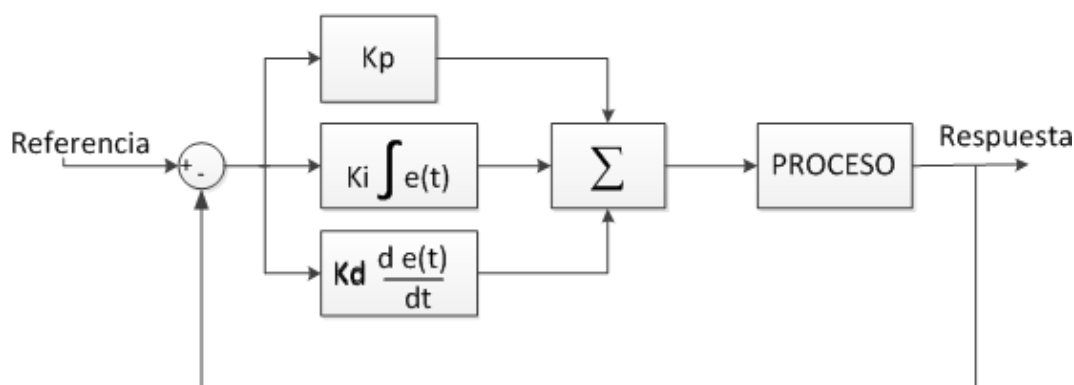 Kp
Referencia
+
-
Ki ∫ e(t)
∑
PROCESO
Respuesta
Kd d e(t)
dt